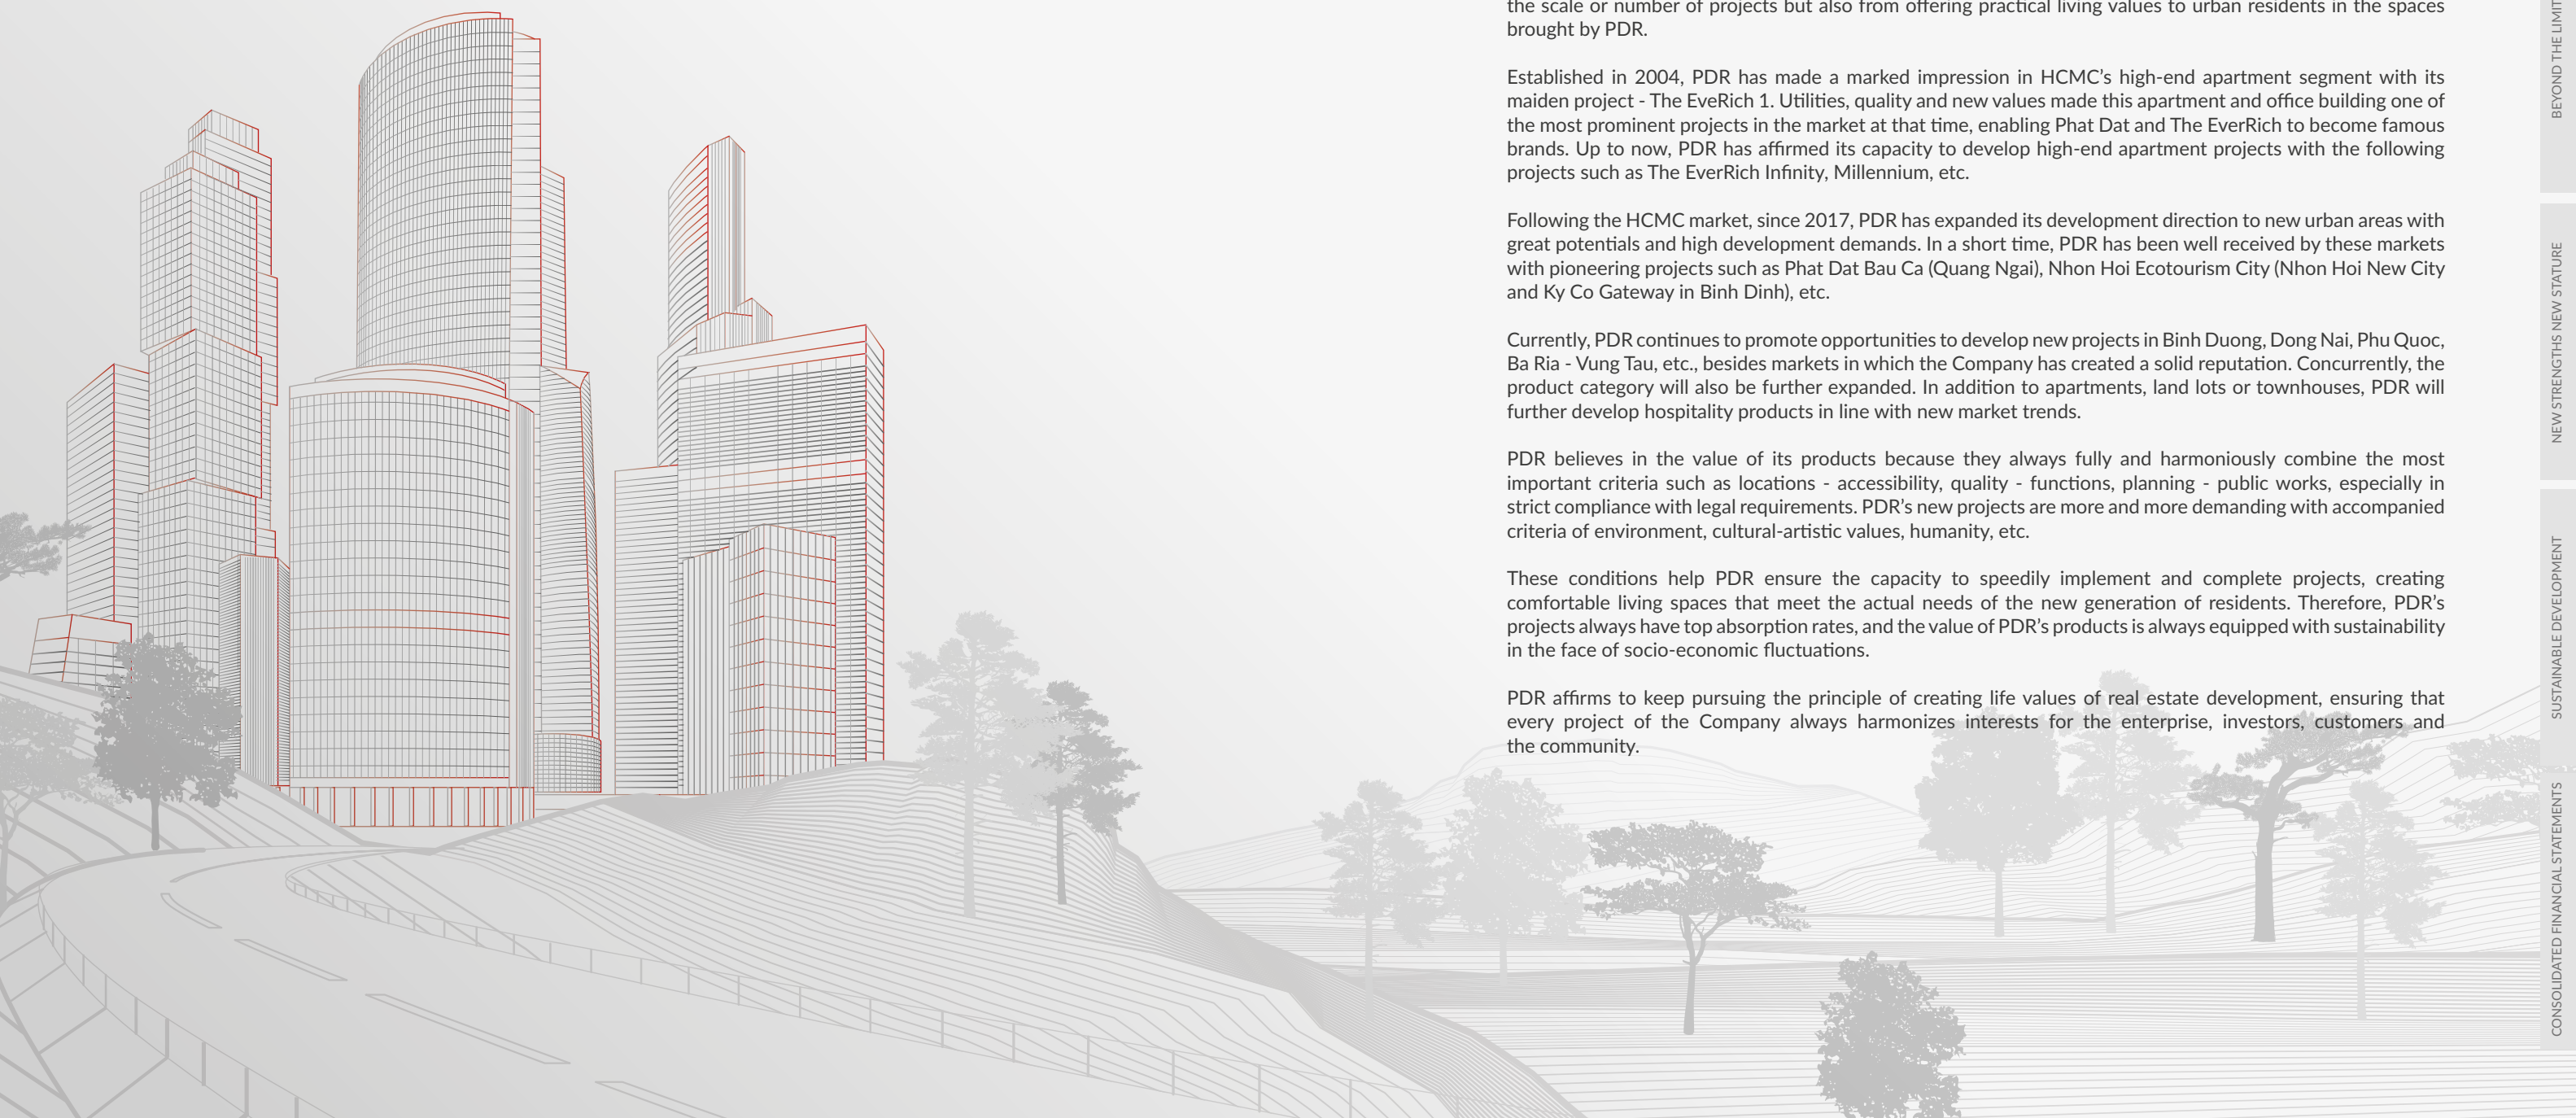 the scale or number of projects but also from offering practical living values to urban residents in the spaces
brought by PDR.
Established in 2004, PDR has made a marked impression in HCMC’s high-end apartment segment with its
maiden project - The EveRich 1. Utilities, quality and new values made this apartment and office building one of
the most prominent projects in the market at that time, enabling Phat Dat and The EverRich to become famous
brands. Up to now, PDR has affirmed its capacity to develop high-end apartment projects with the following
projects such as The EverRich Infinity, Millennium, etc.
Following the HCMC market, since 2017, PDR has expanded its development direction to new urban areas with
great potentials and high development demands. In a short time, PDR has been well received by these markets
with pioneering projects such as Phat Dat Bau Ca (Quang Ngai), Nhon Hoi Ecotourism City (Nhon Hoi New City
and Ky Co Gateway in Binh Dinh), etc.
Currently, PDR continues to promote opportunities to develop new projects in Binh Duong, Dong Nai, Phu Quoc,
Ba Ria - Vung Tau, etc., besides markets in which the Company has created a solid reputation. Concurrently, the
product category will also be further expanded. In addition to apartments, land lots or townhouses, PDR will
further develop hospitality products in line with new market trends.
PDR believes in the value of its products because they always fully and harmoniously combine the most
important criteria such as locations - accessibility, quality - functions, planning - public works, especially in
strict compliance with legal requirements. PDR’s new projects are more and more demanding with accompanied
criteria of environment, cultural-artistic values, humanity, etc.
These conditions help PDR ensure the capacity to speedily implement and complete projects, creating
comfortable living spaces that meet the actual needs of the new generation of residents. Therefore, PDR’s
projects always have top absorption rates, and the value of PDR’s products is always equipped with sustainability
in the face of socio-economic fluctuations.
PDR affirms to keep pursuing the principle of creating life values of real estate development, ensuring that
every project of the Company always harmonizes interests for the enterprise, investors, customers and
the community.
BEYOND THE LIMIT
NEW STRENGTHS NEW STATURE
SUSTAINABLE DEVELOPMENT
CONSOLIDATED FINANCIAL STATEMENTS